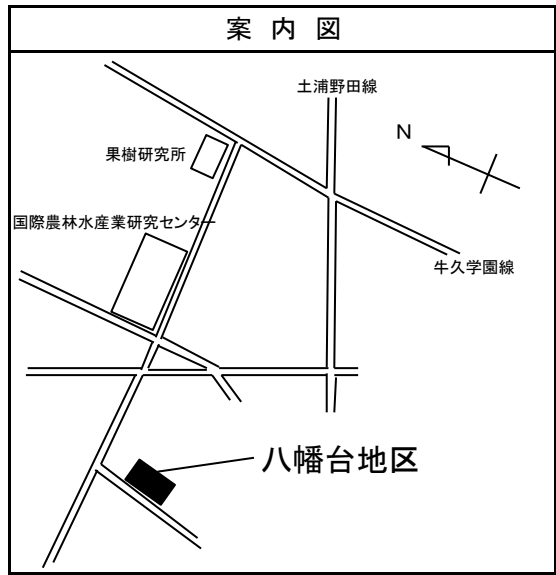 案内図
土浦野田線
N
果樹研究所
国際農林水産業研究センター
牛久学園線
八幡台地区